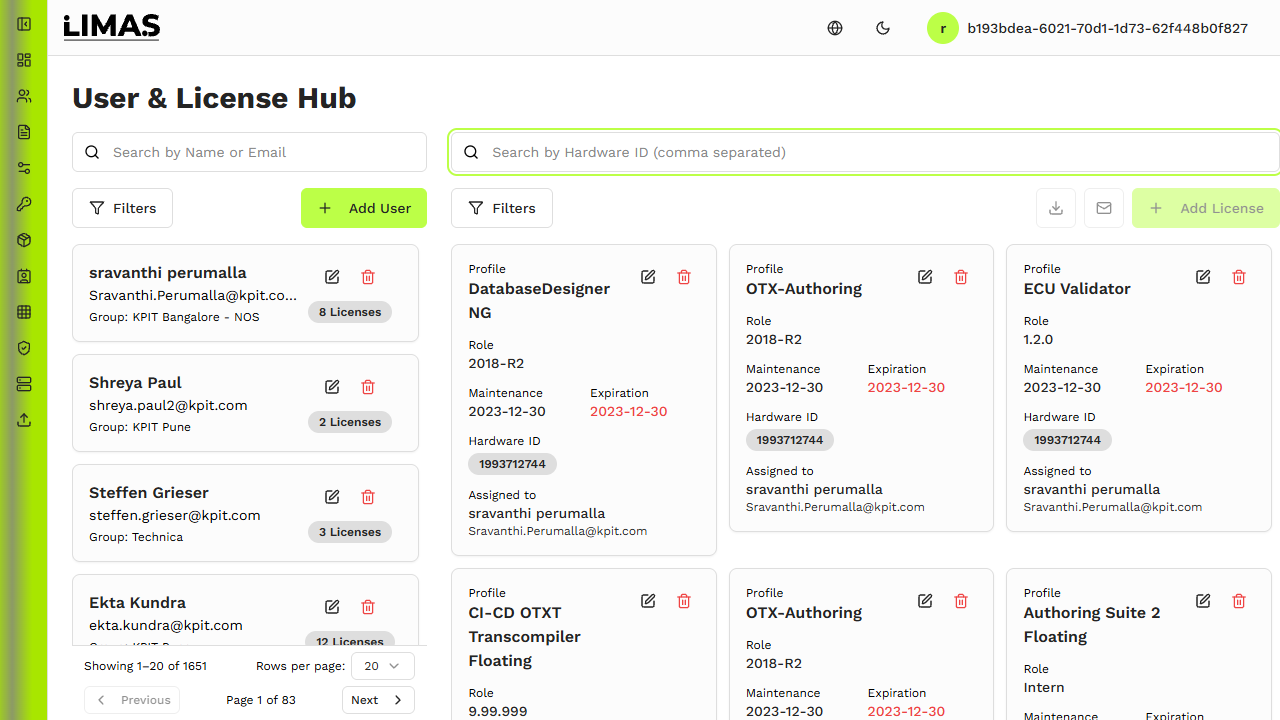 LIMAS
r
b193bdea-6021-70d1-1d73-62f448b0f827
User & License Hub
Search by Name or Email
Search by Hardware ID (comma separated)
Filters
Add User
Filters
Add License
sravanthi perumalla
Sravanthi.Perumalla@kpit.co...
Group: KPIT Bangalore - NOS
8 Licenses
Shreya Paul
shreya.paul2@kpit.com
Group: KPIT Pune
2 Licenses
Steffen Grieser
steffen.grieser@kpit.com
Group: Technica
3 Licenses
Ekta Kundra
ekta.kundra@kpit.com
12 Licenses
Showing 1–20 of 1651
Rows per page:
20
Previous
Page 1 of 83
Next
Profile
DatabaseDesigner
NG
Role
2018-R2
Maintenance
2023-12-30
Expiration
2023-12-30
Hardware ID
1993712744
Assigned to
sravanthi perumalla
Sravanthi.Perumalla@kpit.com
Profile
OTX-Authoring
Role
2018-R2
Maintenance
2023-12-30
Expiration
2023-12-30
Hardware ID
1993712744
Assigned to
sravanthi perumalla
Sravanthi.Perumalla@kpit.com
Profile
ECU Validator
Role
1.2.0
Maintenance
2023-12-30
Expiration
2023-12-30
Hardware ID
1993712744
Assigned to
sravanthi perumalla
Sravanthi.Perumalla@kpit.com
Profile
CI-CD OTXT
Transcompiler
Floating
Role
9.99.999
Profile
OTX-Authoring
Role
2018-R2
Maintenance
2023-12-30
Expiration
2023-12-30
Profile
Authoring Suite 2
Floating
Role
Intern
Maintenance
Expiration